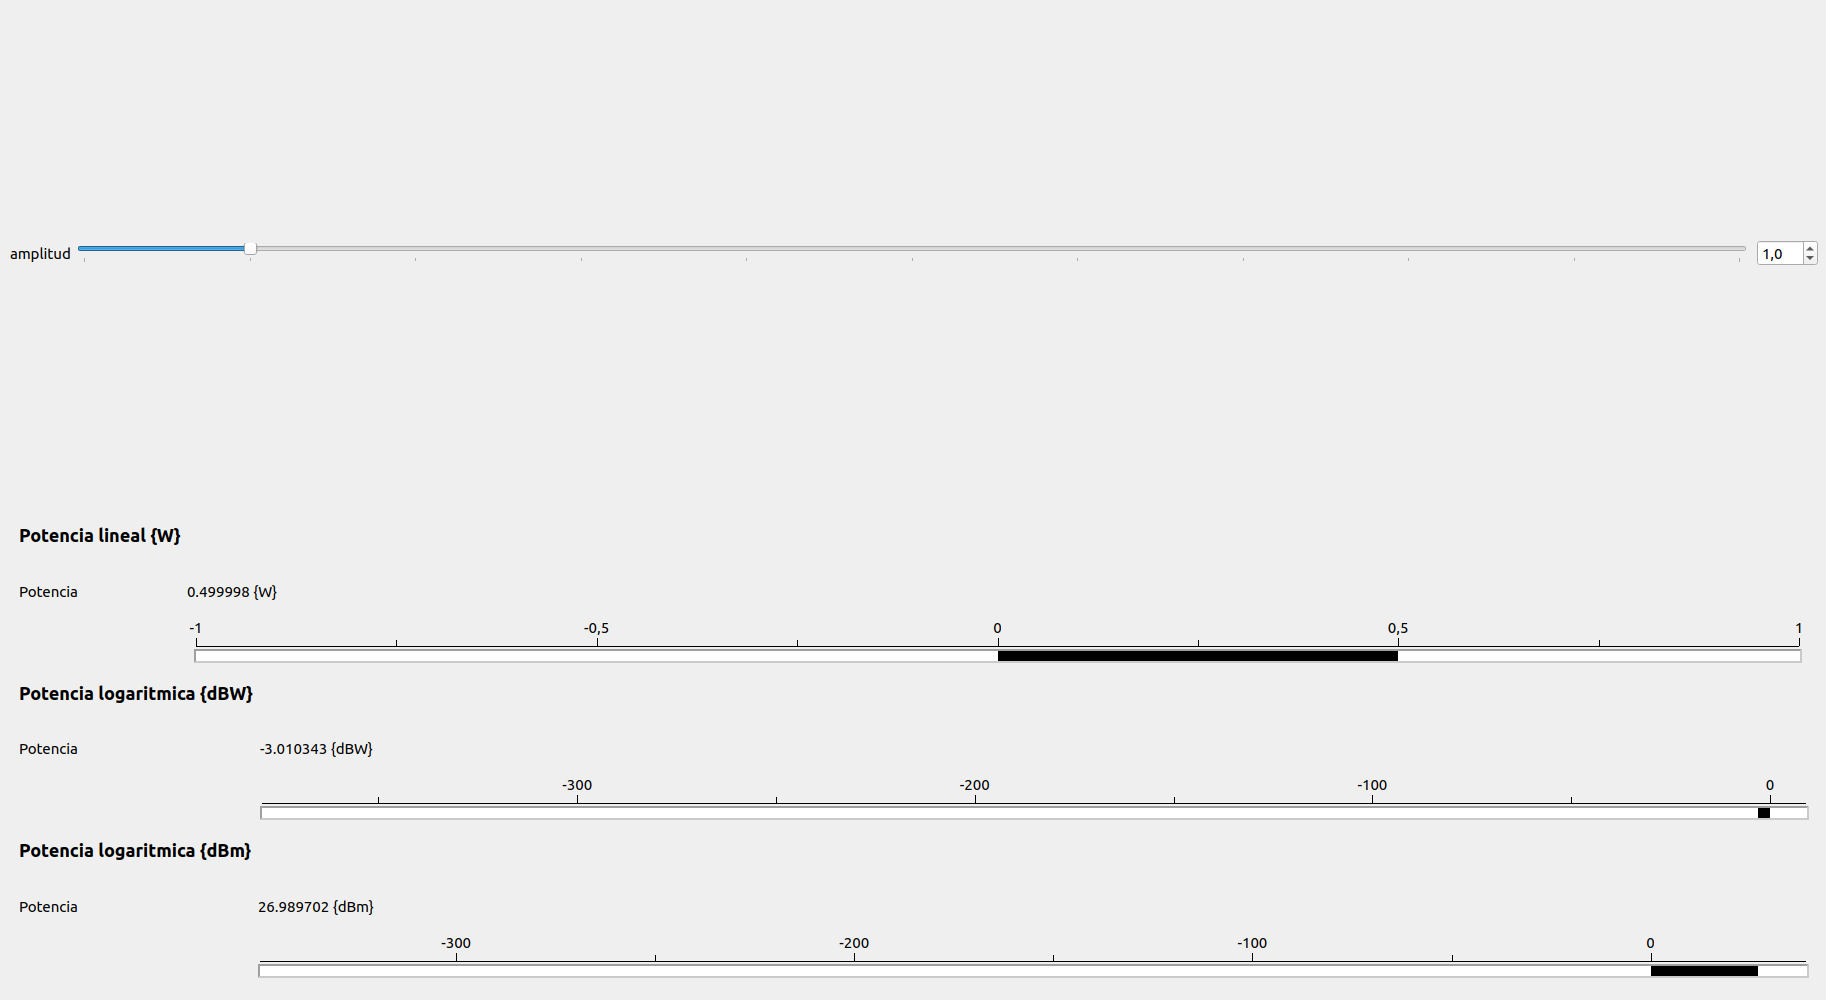 amplitud 1,0
Potencia lineal {W}
Potencia 0.499998 {W}
-1 -0,5 0 0,5 1
Potencia logaritmica {dBW}
Potencia -3.010343 {dBW}
-300 -200 -100 0
Potencia logaritmica {dBm}
Potencia 26.989702 {dBm}
-300 -200 -100 0